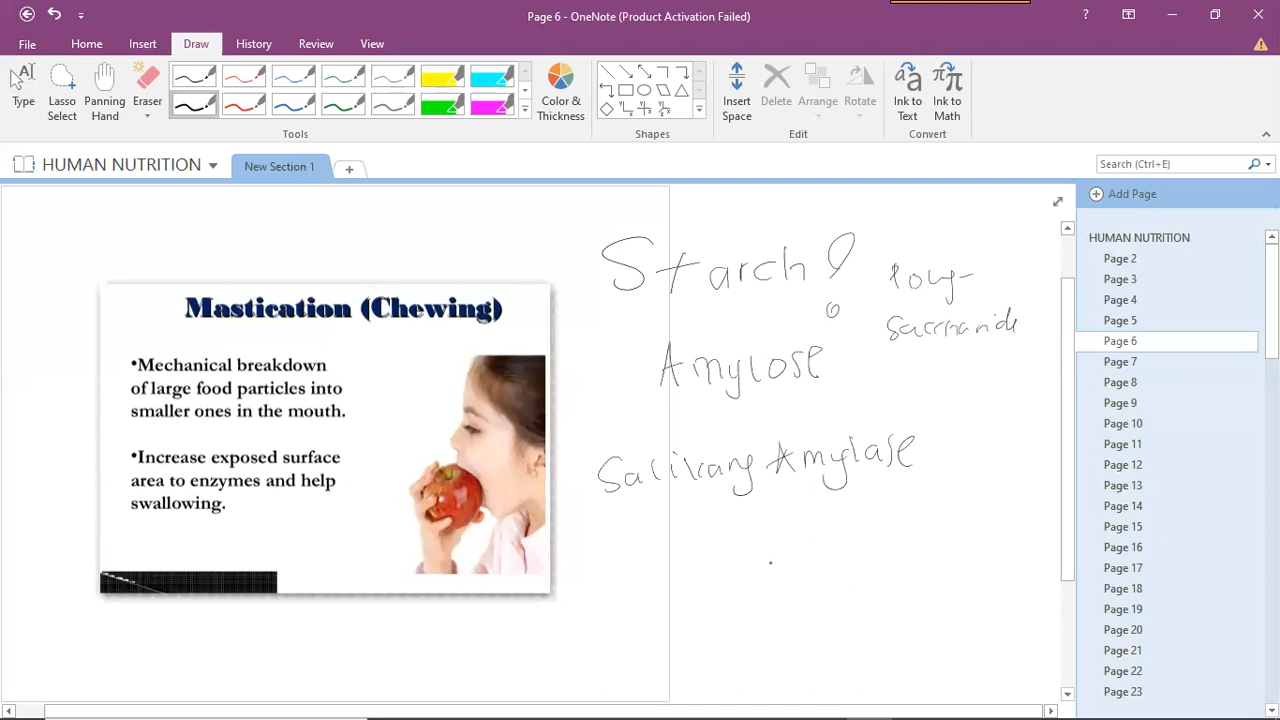 Page 6 - OneNote (Product Activation Failed)
?
File Home Insert Draw History Review View
Type
Lasso Select
Panning Hand
Eraser
Color & Thickness
Insert Space
Delete
Arrange
Rotate
Ink to Text
Ink to Math
Tools
Shapes
Edit
Convert
HUMAN NUTRITION
New Section 1
Search (Ctrl+E)
Add Page
HUMAN NUTRITION
Page 2
Page 3
Page 4
Page 5
Page 6
Page 7
Page 8
Page 9
Page 10
Page 11
Page 12
Page 13
Page 14
Page 15
Page 16
Page 17
Page 18
Page 19
Page 20
Page 21
Page 22
Page 23
Mastication (Chewing)
•Mechanical breakdown
of large food particles into
smaller ones in the mouth.
•Increase exposed surface
area to enzymes and help
swallowing.
Starch
saccharide
Amylose
Salivary Amylase